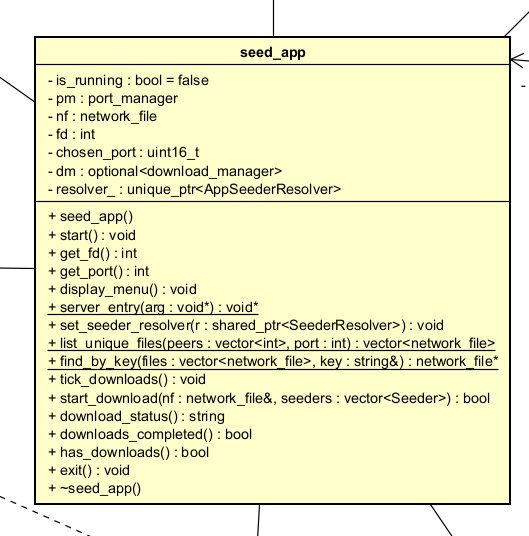 seed_app
- is_running : bool = false
- pm : port_manager
- nf : network_file
- fd : int
- chosen_port : uint16_t
- dm : optional<download_manager>
- resolver_ : unique_ptr<AppSeederResolver>
+ seed_app()
+ start() : void
+ get_fd() : int
+ get_port() : int
+ display_menu() : void
+ server_entry(arg : void*) : void*
+ set_seeder_resolver(r : shared_ptr<SeederResolver>) : void
+ list_unique_files(peers : vector<int>, port : int) : vector<network_file>
+ find_by_key(files : vector<network_file>, key : string&) : network_file*
+ tick_downloads() : void
+ start_download(nf : network_file&, seeders : vector<Seeder>) : bool
+ download_status() : string
+ downloads_completed() : bool
+ has_downloads() : bool
+ exit() : void
+ ~seed_app()